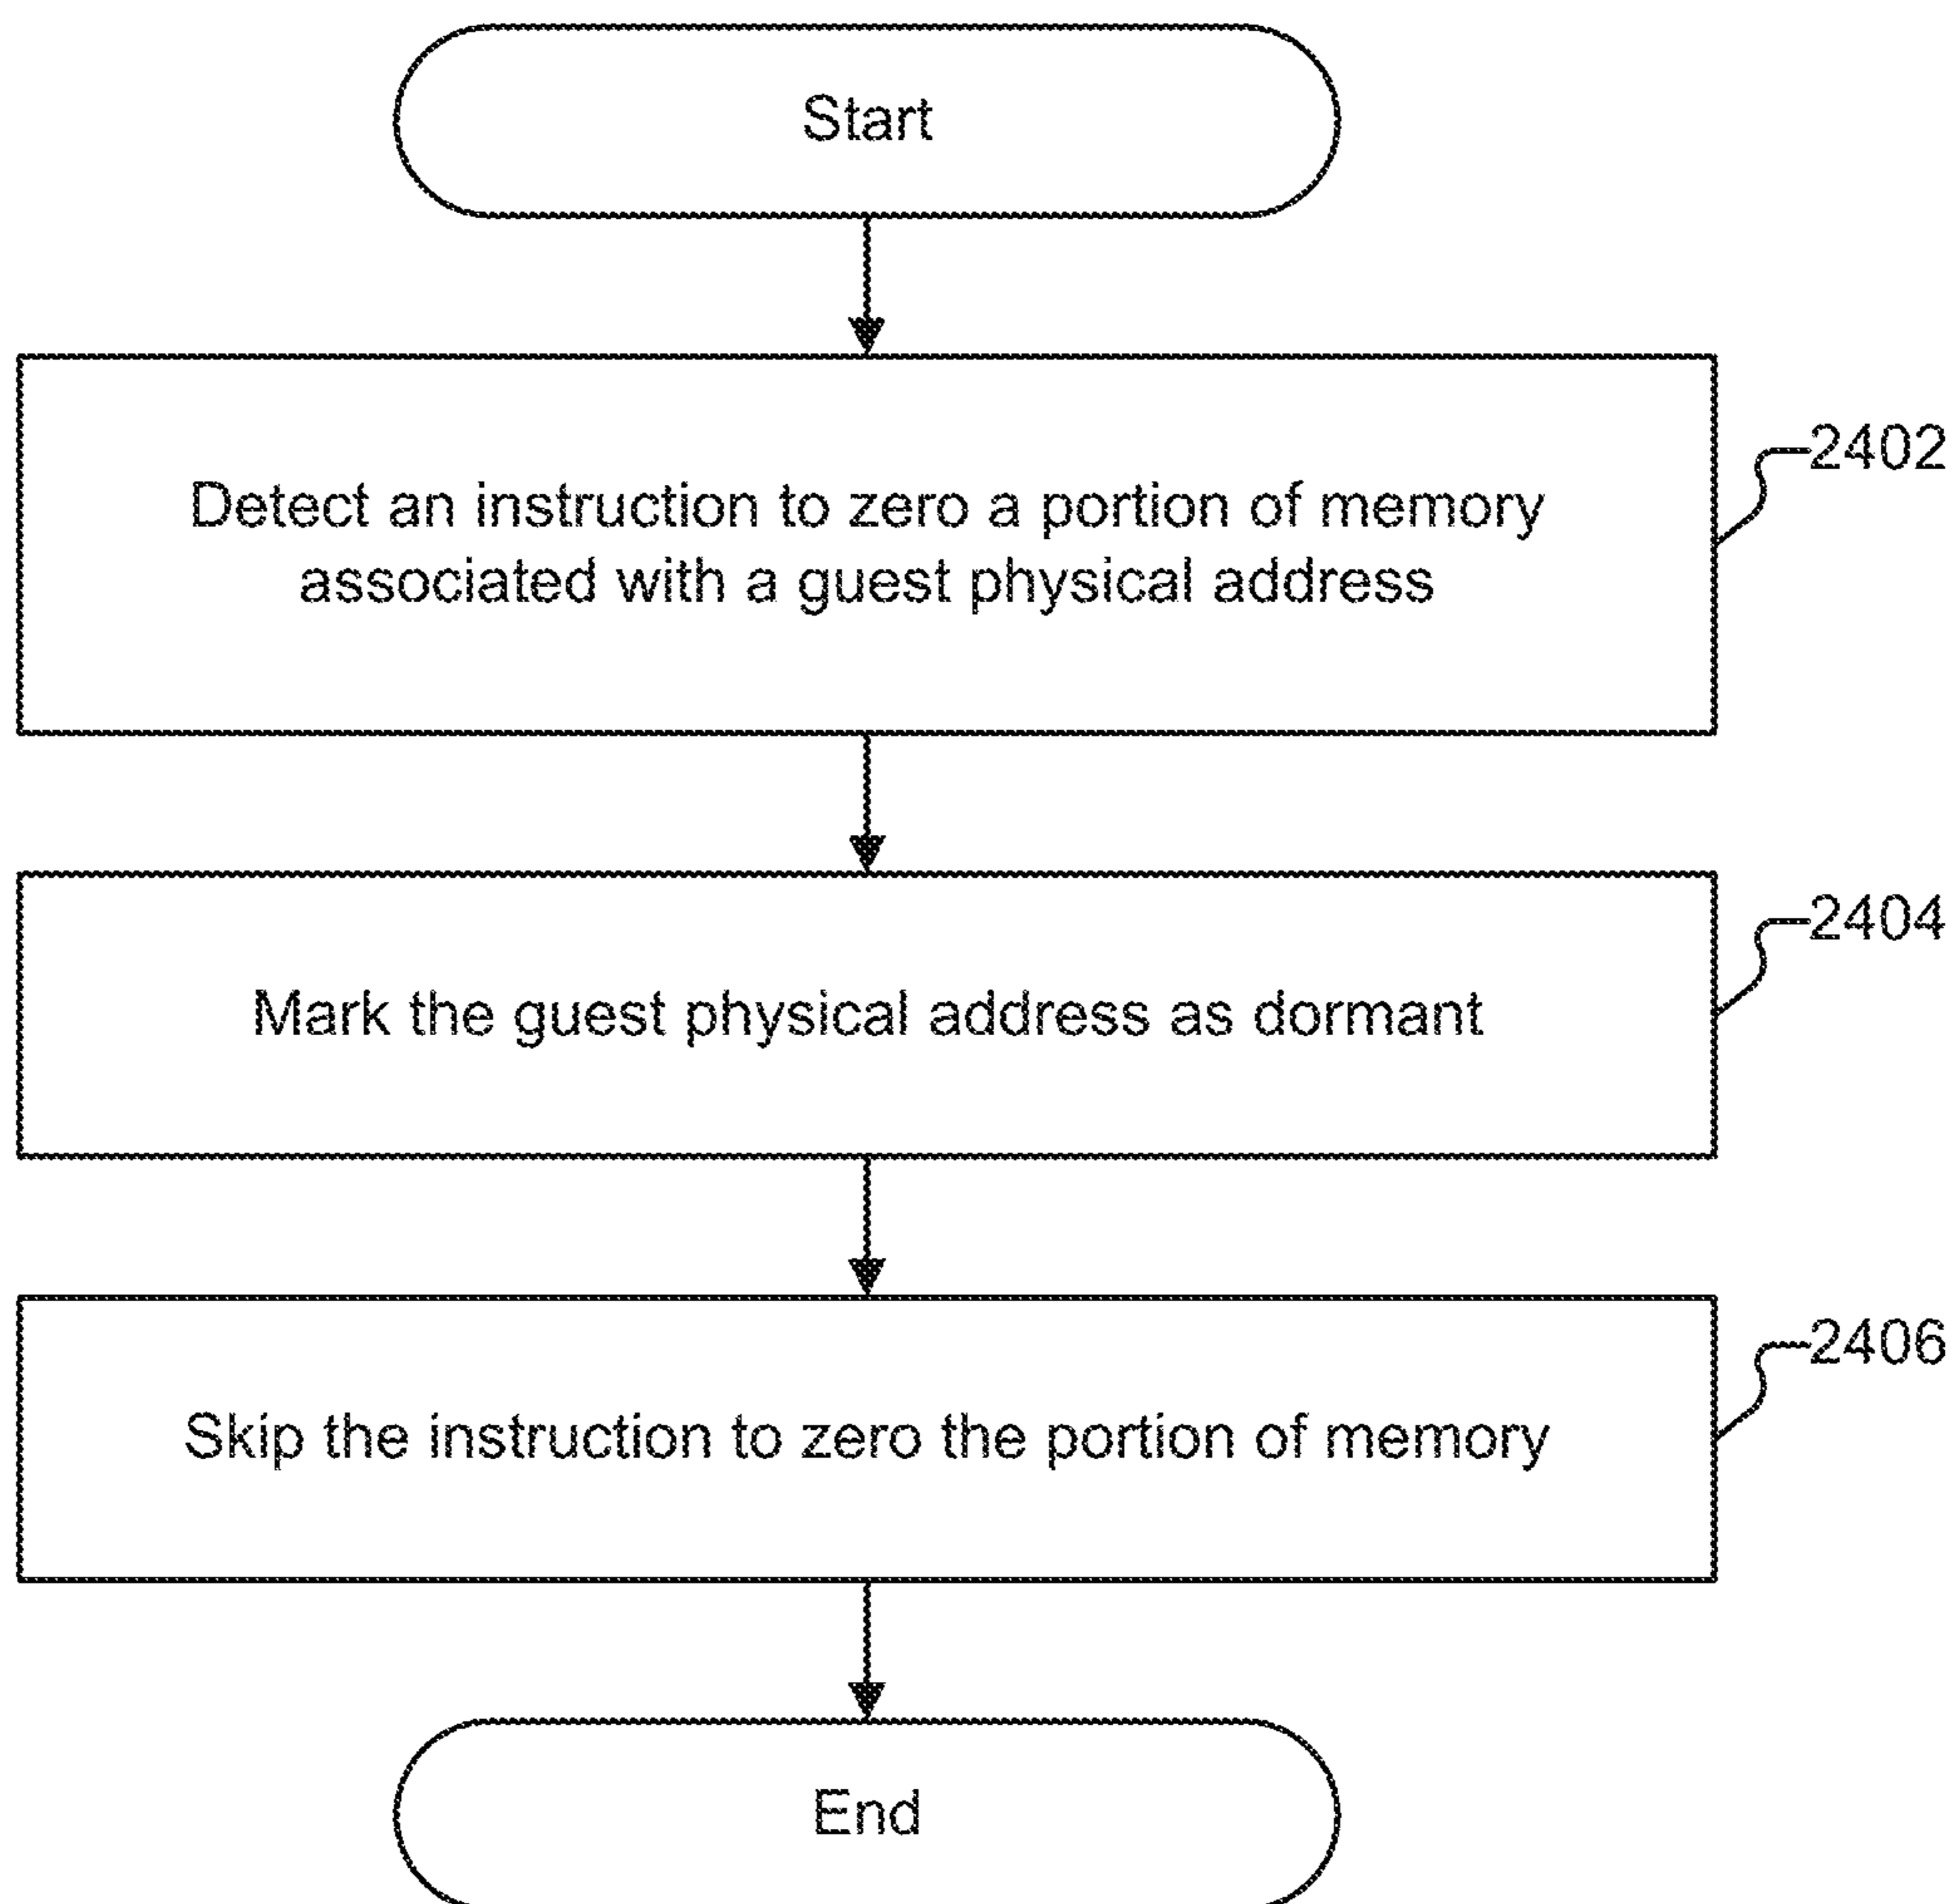 Start
2402
Detect an instruction to zero a portion of memory
associated with a guest physical address
2404
Mark the guest physical address as dormant
2406
Skip the instruction to zero the portion of memory
End